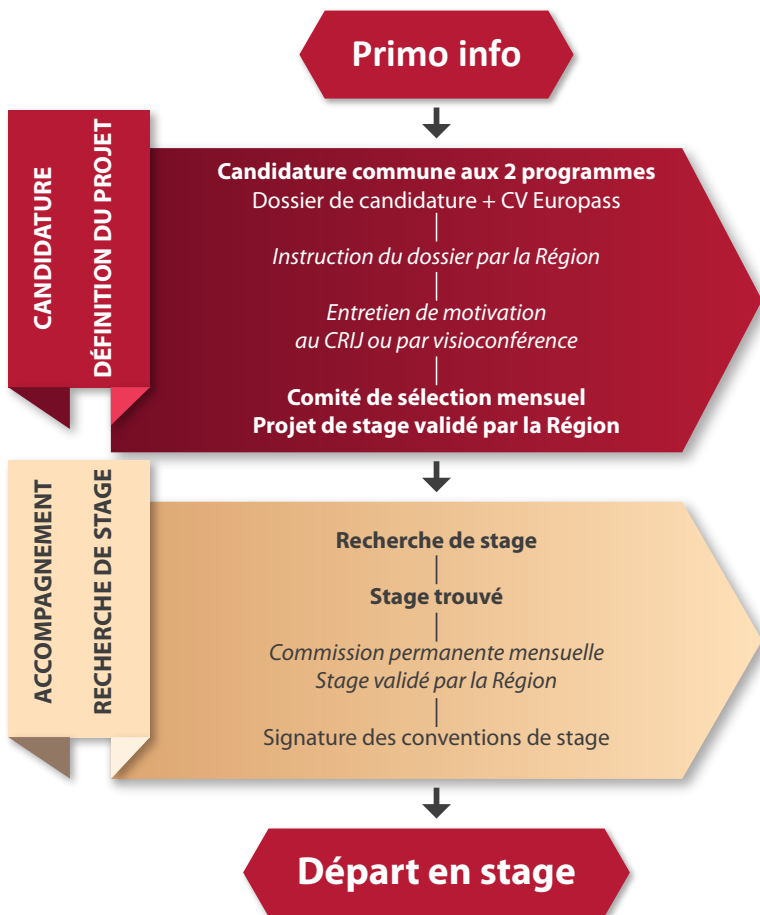 Primo info
CANDIDATURE
DÉFINITION DU PROJET
Candidature commune aux 2 programmes
Dossier de candidature + CV Europass
Instruction du dossier par la Région
Entretien de motivation
au CRIJ ou par visioconférence
Comité de sélection mensuel
Projet de stage validé par la Région
ACCOMPAGNEMENT
RECHERCHE DE STAGE
Recherche de stage
Stage trouvé
Commission permanente mensuelle
Stage validé par la Région
Signature des conventions de stage
Départ en stage